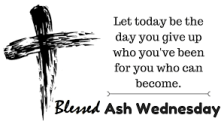 Let today be the
day you give up
who you've been
for you who can
become.
Blessed Ash Wednesday